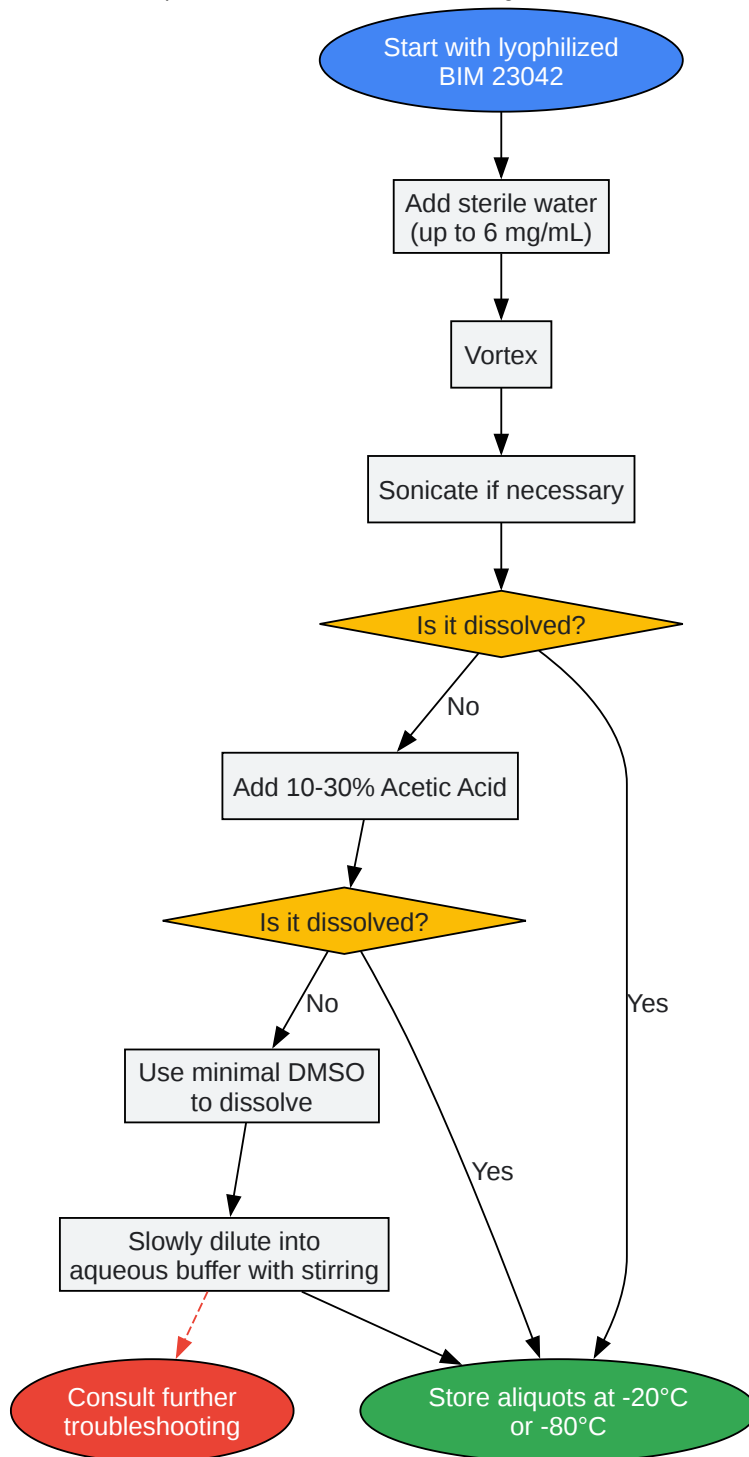 Start with lyophilized
BIM 23042
Add sterile water
(up to 6 mg/mL)
Vortex
Sonicate if necessary
Is it dissolved?
No
Add 10-30% Acetic Acid
Is it dissolved?
No
Yes
Use minimal DMSO
to dissolve
Yes
Slowly dilute into
aqueous buffer with stirring
Consult further
troubleshooting
Store aliquots at -20°C
or -80°C